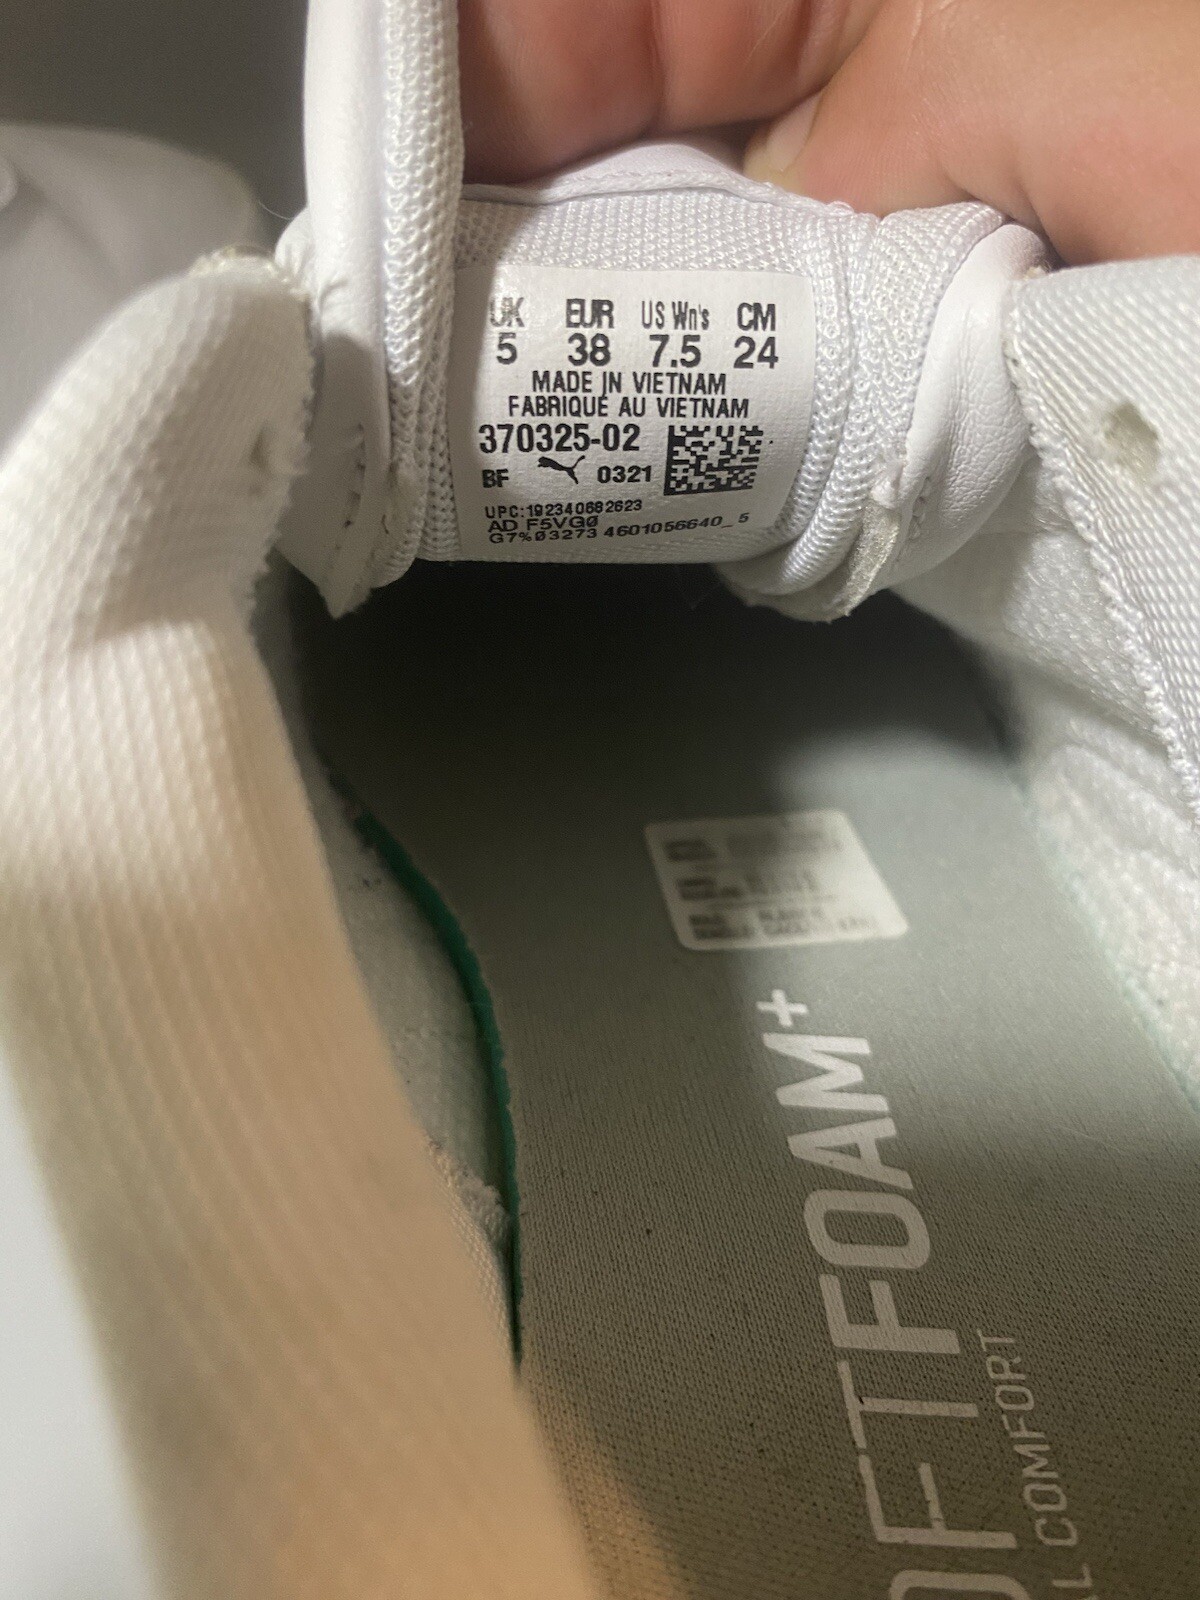 UK EUR US Wn's CM
5 38 7.5 24
MADE IN VIETNAM
FABRIQUÉ AU VIETNAM
370325-02
BF 0321
UPC:192340682623
AD F5VG0
G7%03273 4601056640_5
OFTFOAM+
L COMFORT